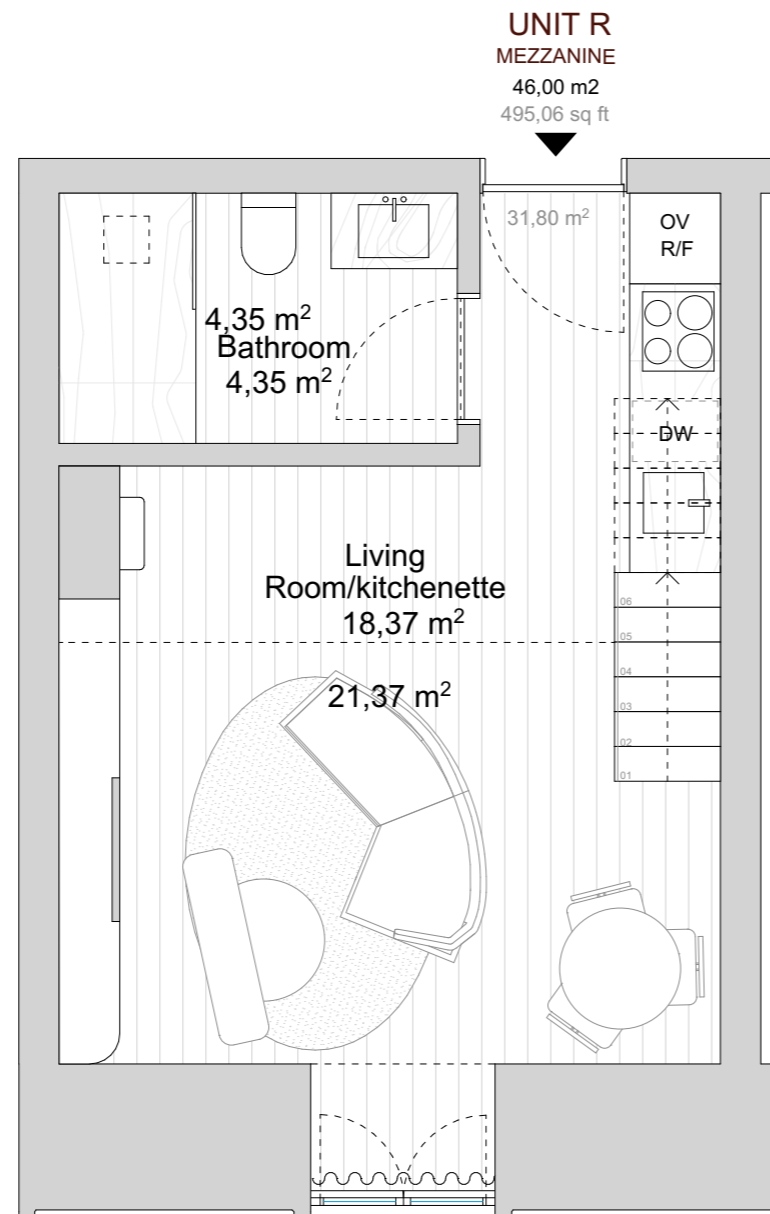 UNIT R
MEZZANINE
46,00 m2
495,06 sq ft
31,80 m²
OV
R/F
4,35 m²
Bathroom
4,35 m²
DW
Living
Room/kitchenette
18,37 m²
21,37 m²
06
05
04
03
02
01